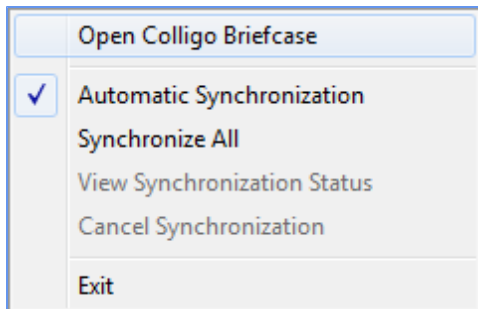 Open Colligo Briefcase
Automatic Synchronization
Synchronize All
View Synchronization Status
Cancel Synchronization
Exit